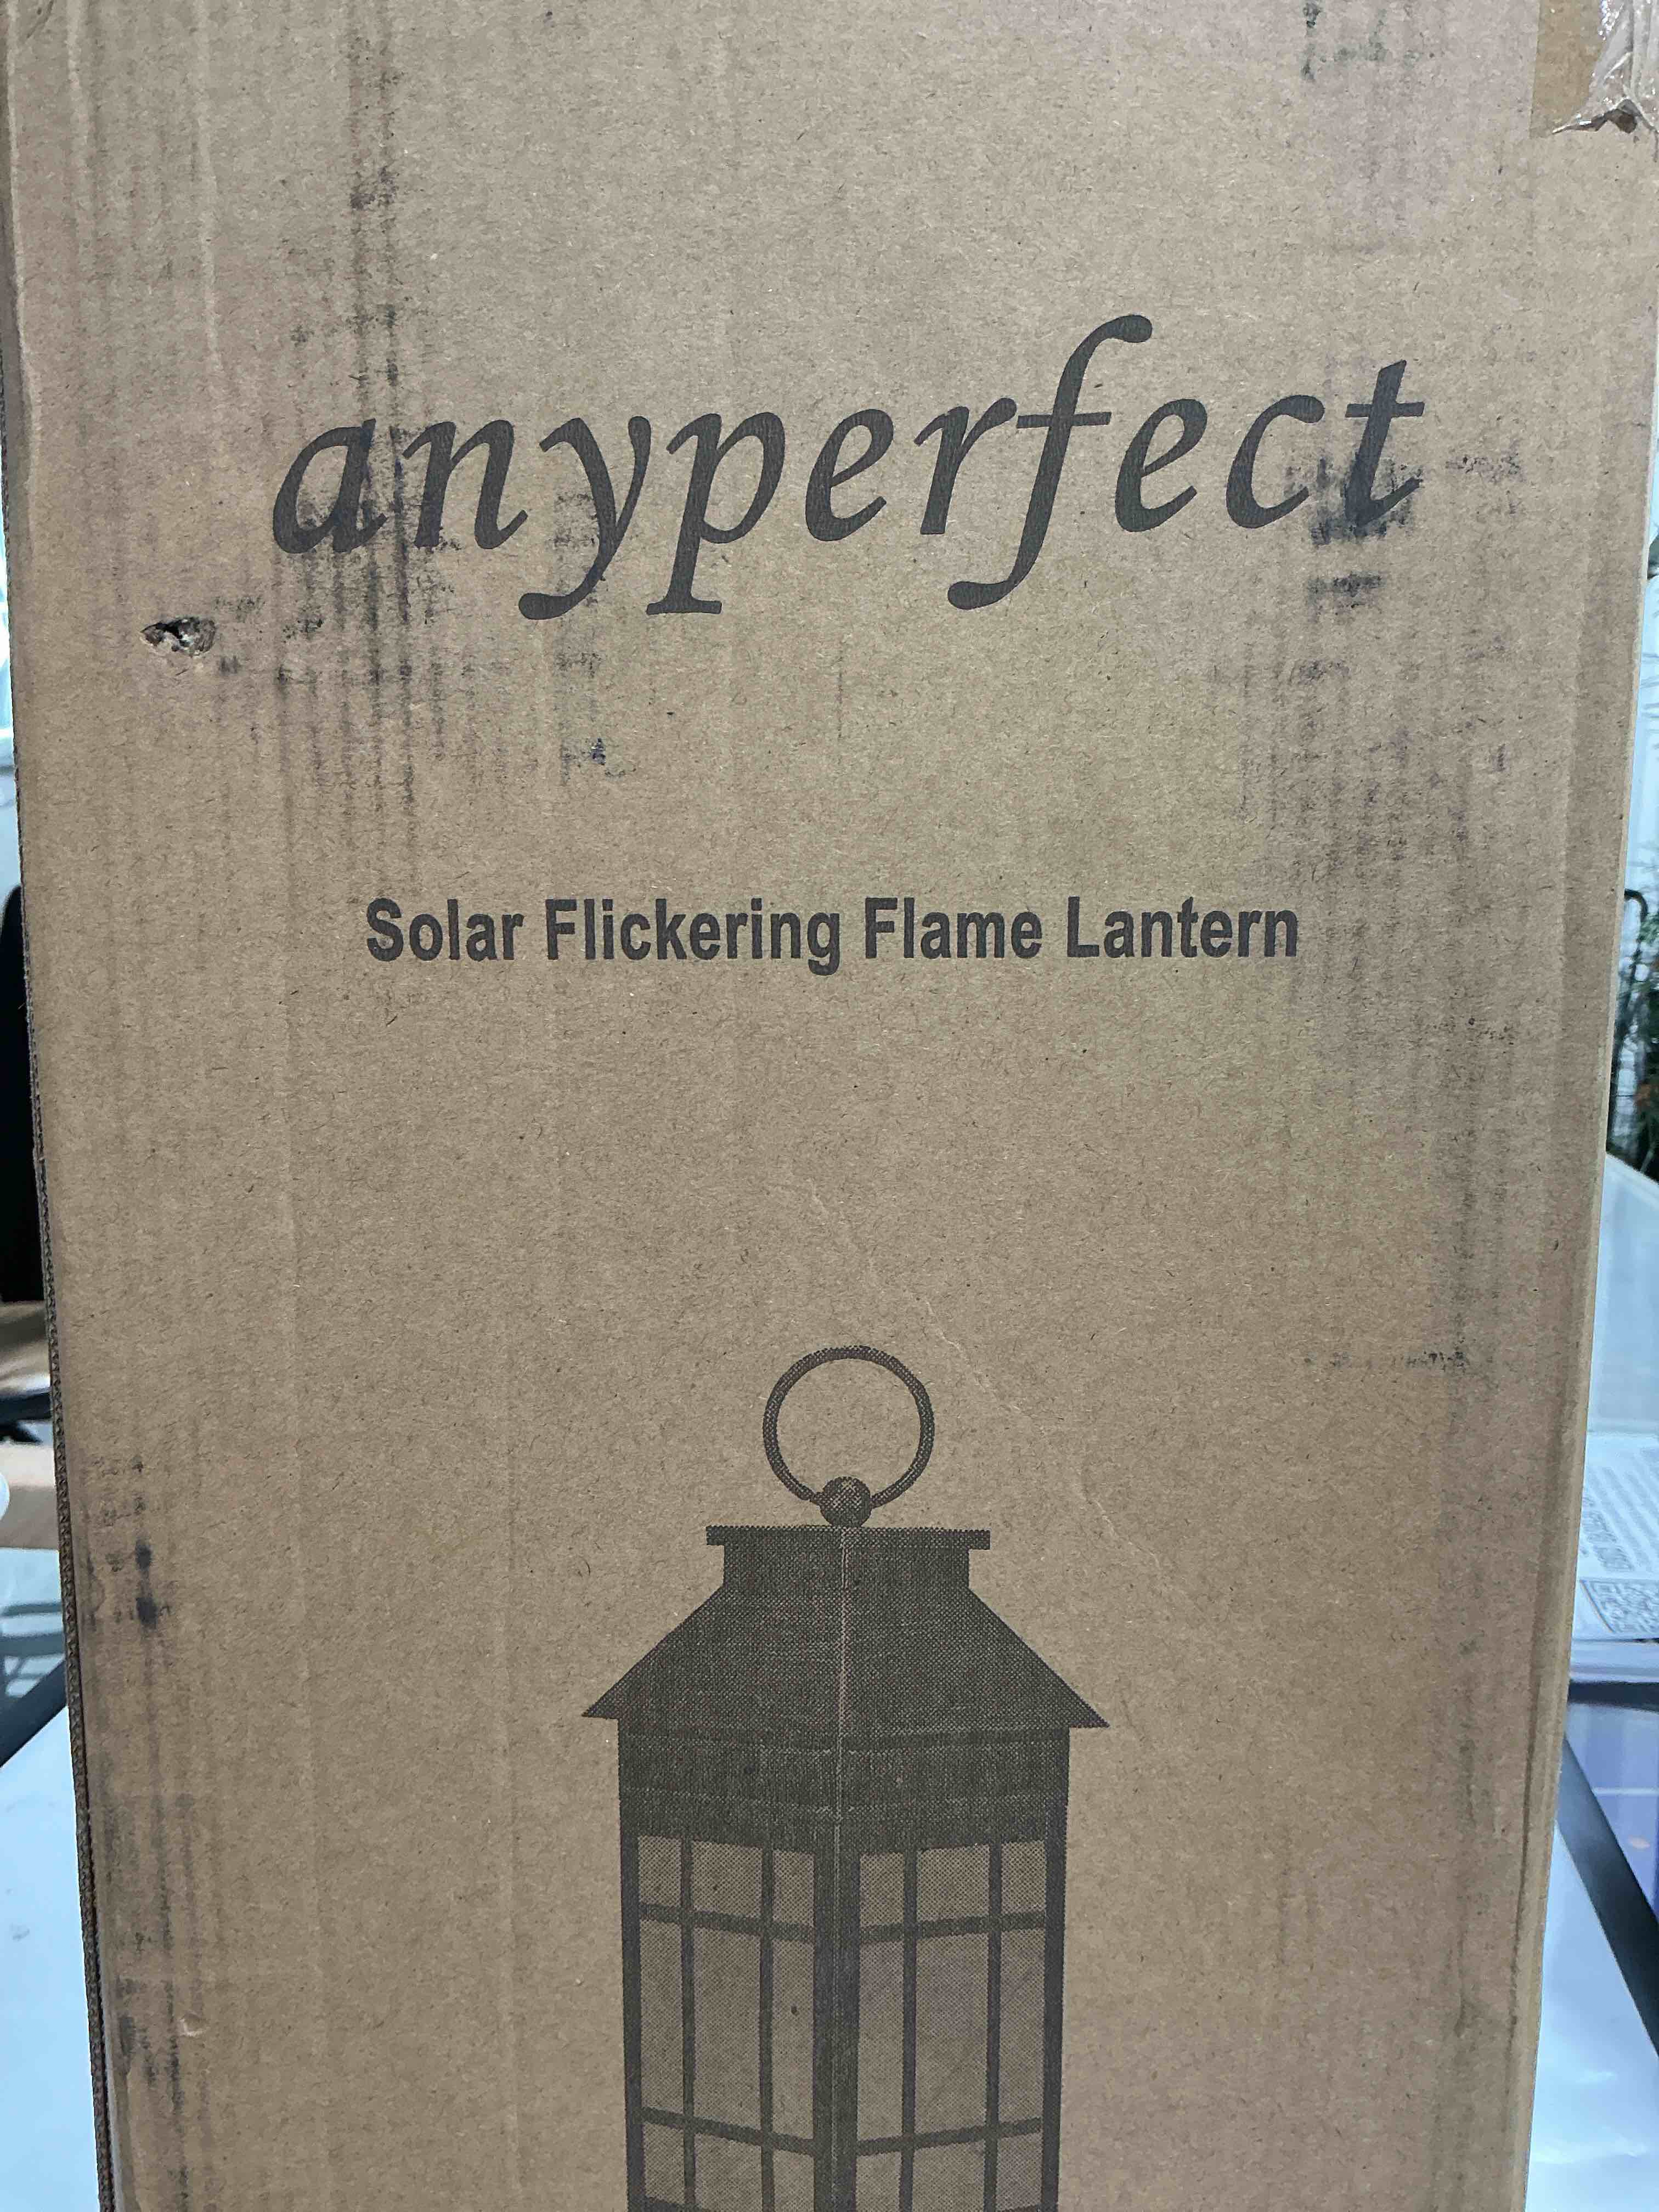 anyperfect
Solar Flickering Flame Lantern